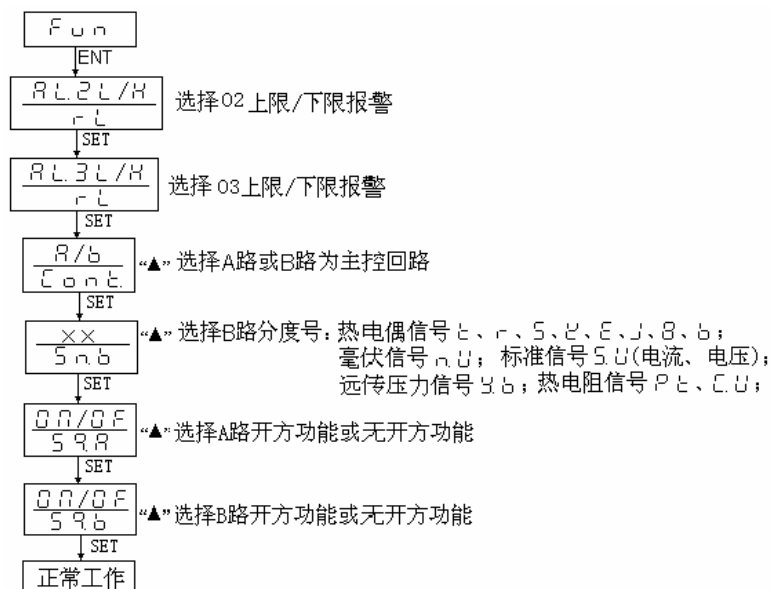 Fun
ENT
AL.2L/H
rL
选择02上限/下限报警
SET
AL.3L/H
rL
选择03上限/下限报警
SET
A/b
Cont.
“▲”选择A路或B路为主控回路
SET
××
Snb
“▲”选择B路分度号:热电偶信号
毫伏信号n.U;标准信号S.U(电流、电压);
远传压力信号Y.b;热电阻信号Pt、C.U;
SET
ON/OF
Sq.A
“▲”选择A路开方功能或无开方功能
SET
ON/OF
Sq.b
“▲”选择B路开方功能或无开方功能
SET
正常工作